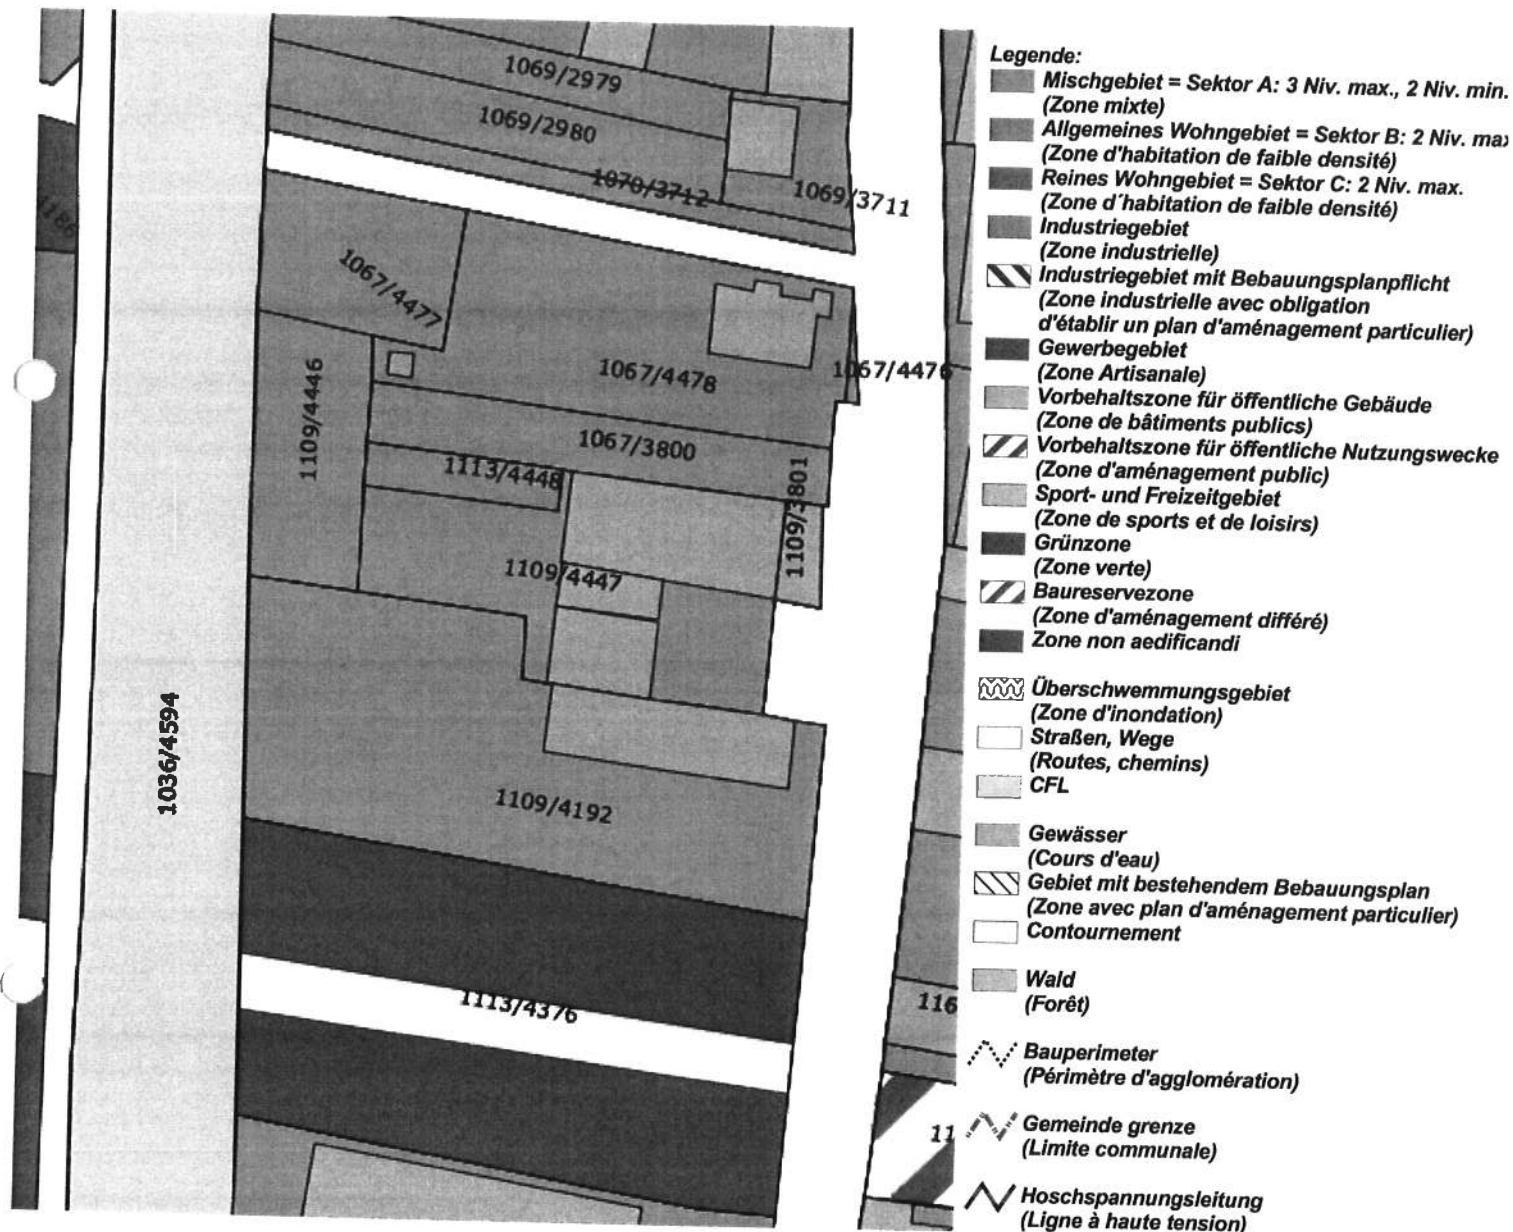 1069/2979
1069/2980
1070/3712
1069/3711
1186
1067/4477
1067/4478
1067/4476
1109/4446
1067/3800
1113/4448
1109/3801
1109/4447
1036/4594
1109/4192
1113/4376
116
11
Legende:
Mischgebiet = Sektor A: 3 Niv. max., 2 Niv. min.
(Zone mixte)
Allgemeines Wohngebiet = Sektor B: 2 Niv. max
(Zone d'habitation de faible densité)
Reines Wohngebiet = Sektor C: 2 Niv. max.
(Zone d´habitation de faible densité)
Industriegebiet
(Zone industrielle)
Industriegebiet mit Bebauungsplanpflicht
(Zone industrielle avec obligation
d'établir un plan d'aménagement particulier)
Gewerbegebiet
(Zone Artisanale)
Vorbehaltszone für öffentliche Gebäude
(Zone de bâtiments publics)
Vorbehaltszone für öffentliche Nutzungswecke
(Zone d'aménagement public)
Sport- und Freizeitgebiet
(Zone de sports et de loisirs)
Grünzone
(Zone verte)
Baureservezone
(Zone d'aménagement différé)
Zone non aedificandi
Überschwemmungsgebiet
(Zone d'inondation)
Straßen, Wege
(Routes, chemins)
CFL
Gewässer
(Cours d'eau)
Gebiet mit bestehendem Bebauungsplan
(Zone avec plan d'aménagement particulier)
Contournement
Wald
(Forêt)
Bauperimeter
(Périmètre d'agglomération)
Gemeinde grenze
(Limite communale)
Hoschspannungsleitung
(Ligne à haute tension)